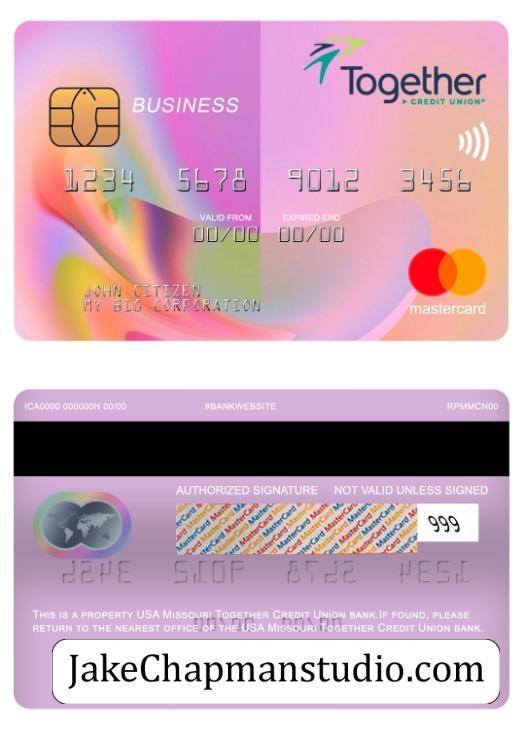 Together
CREDIT UNION®
BUSINESS
1234 5678 9012 3456
VALID FROM EXPIRED END
00/00 00/00
JOHN CITIZEN
MY BIG CORPORATION
mastercard
ICA0000 000000H 00/00 #BANKWEBSITE RPMMCN00
AUTHORIZED SIGNATURE NOT VALID UNLESS SIGNED
MasterCard MasterCard MasterCard
999
THIS IS A PROPERTY USA MISSOURI TOGETHER CREDIT UNION BANK.IF FOUND, PLEASE
RETURN TO THE NEAREST OFFICE OF THE USA MISSOURI TOGETHER CREDIT UNION BANK.
JakeChapmanstudio.com